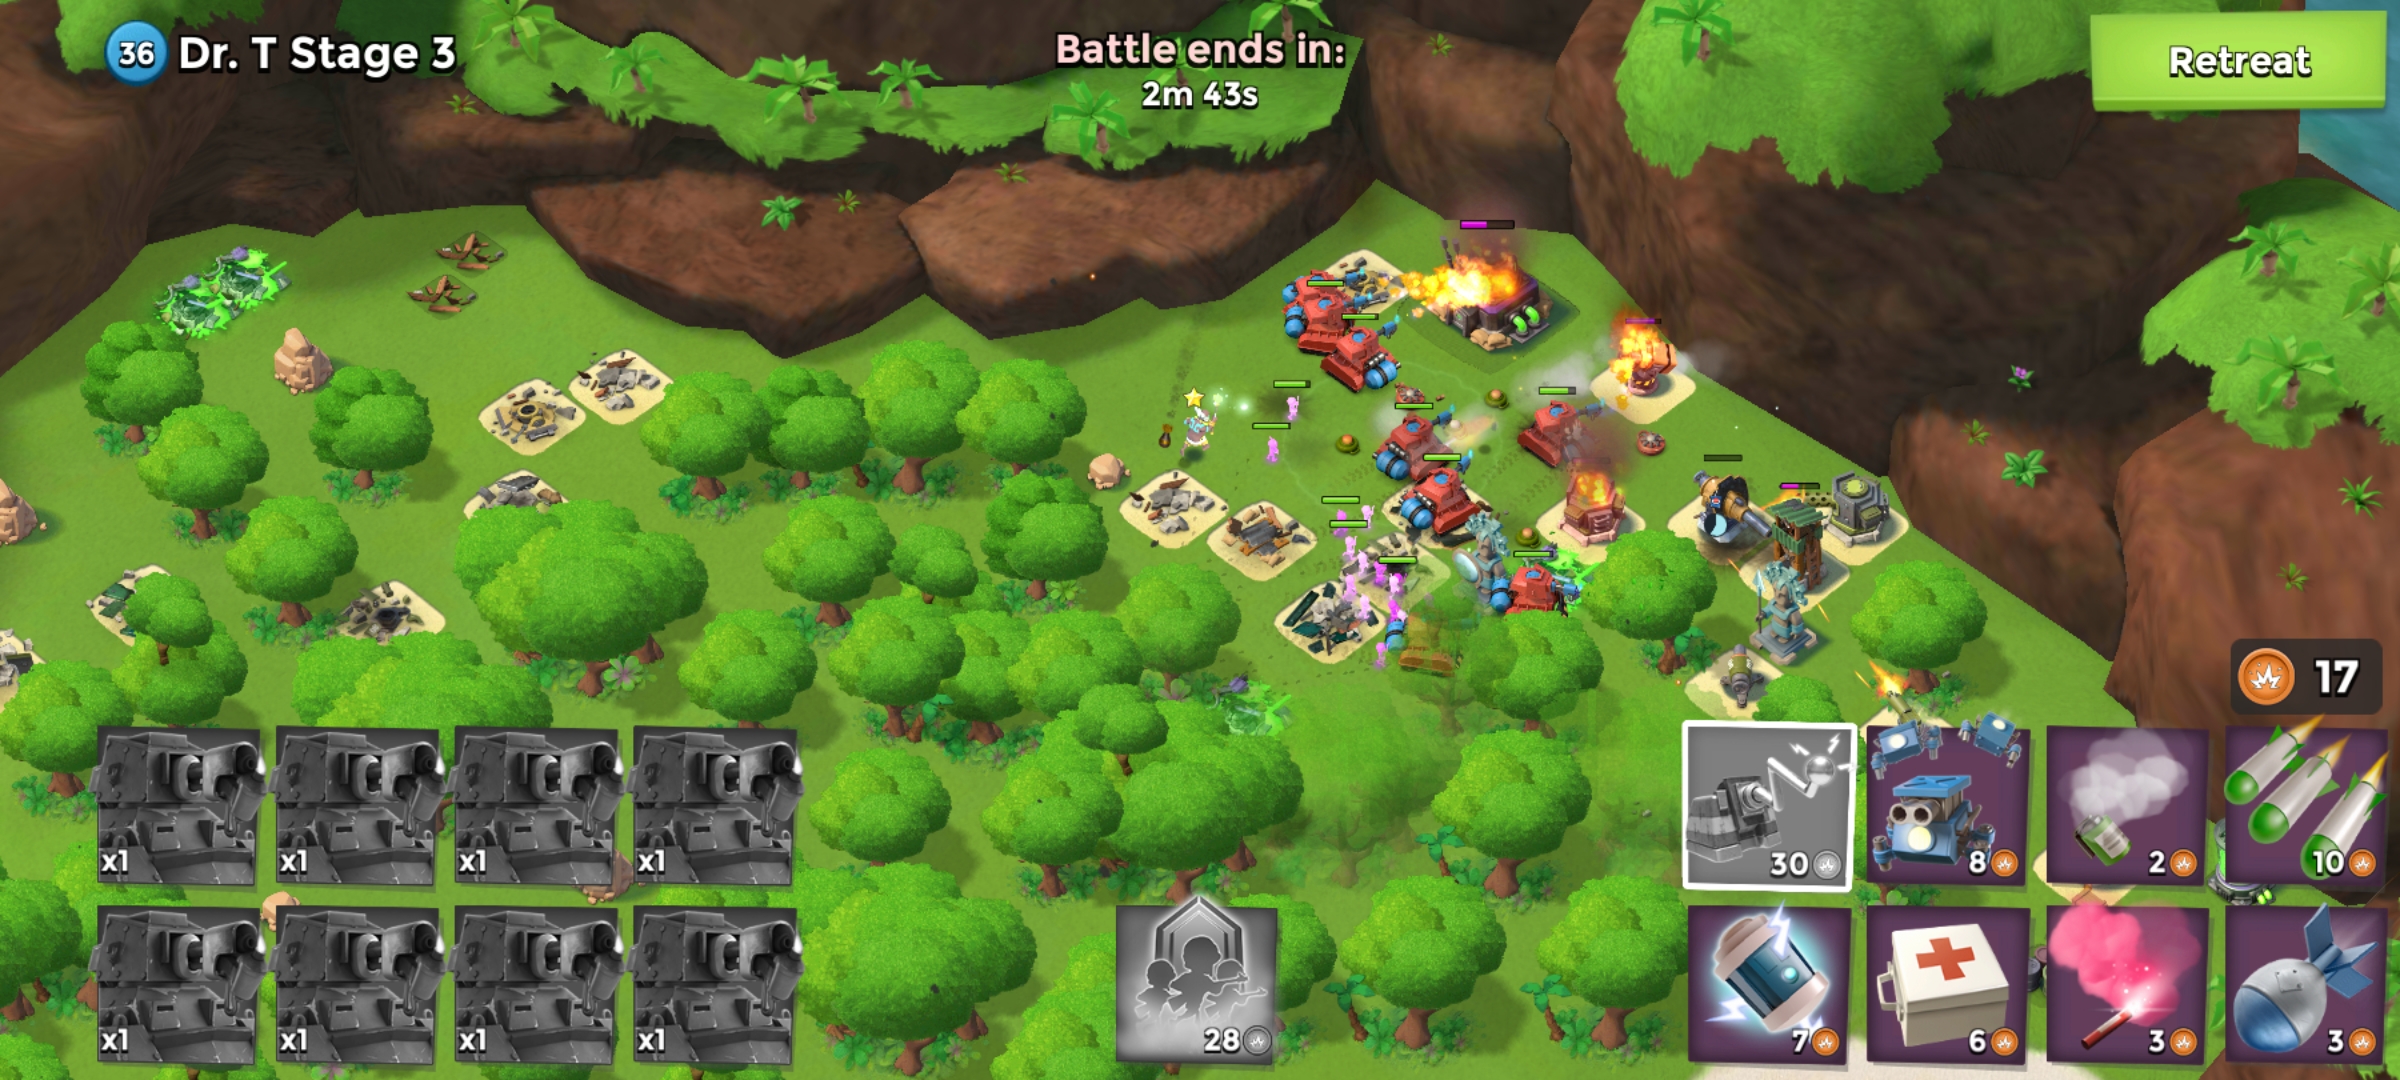 36 Dr. T Stage 3
Battle ends in:
2m 43s
Retreat
17
x1 x1 x1 x1
30 8 2 10
x1 x1 x1 x1
28
7 6 3 3